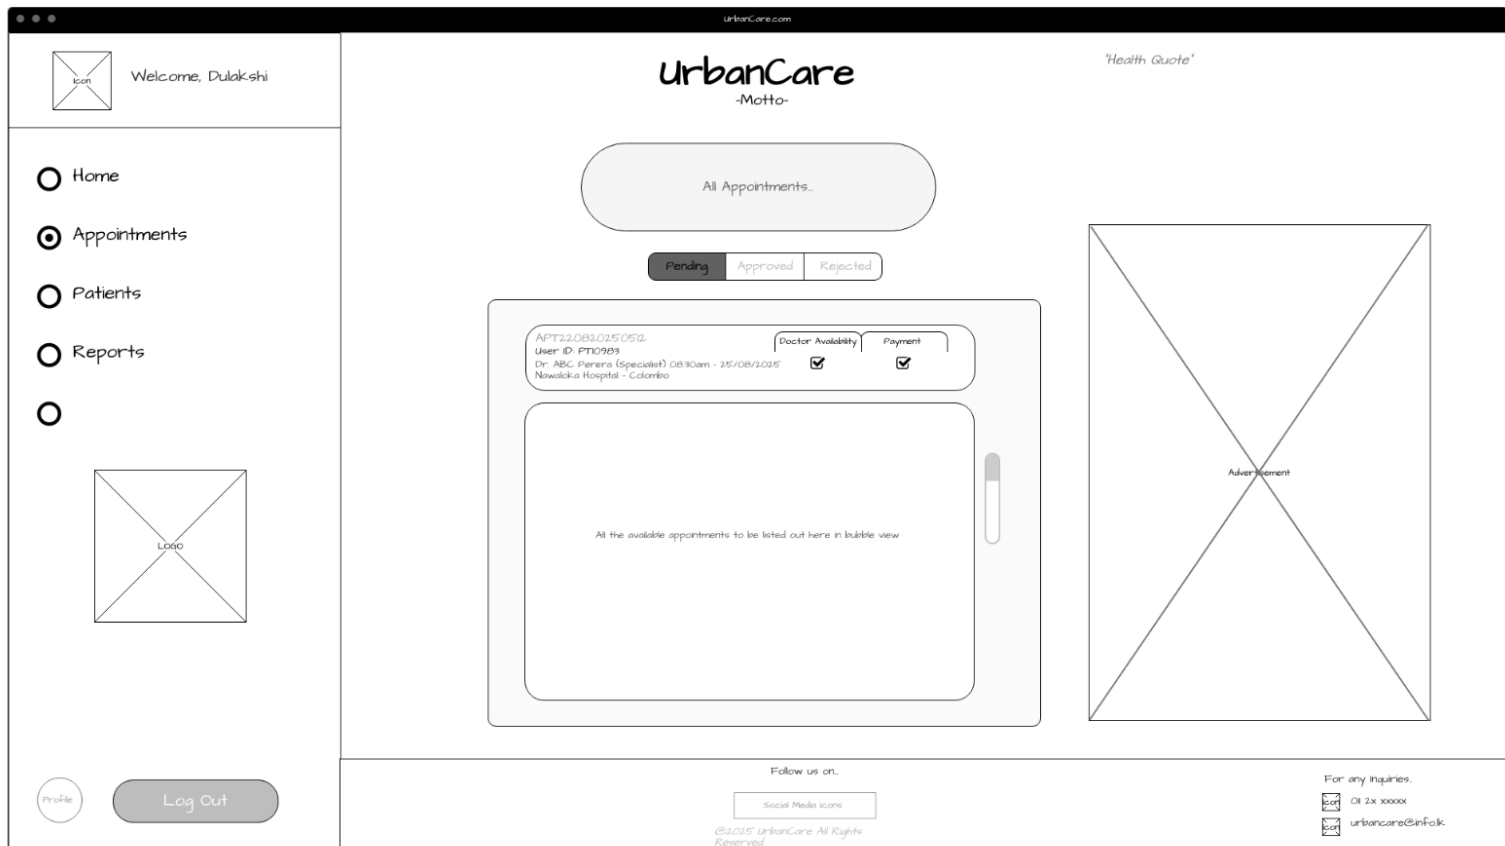 UrbanCare.com
Icon
Welcome, Dulakshi
UrbanCare
-Motto-
"Health Quote"
Home
Appointments
Patients
Reports
LOGO
Profile
Log Out
All Appointments...
Pending
Approved
Rejected
APT220820250512
User ID: PT10983
Dr. ABC Perera (Specialist) 08.30am - 25/08/2025
Nawaloka Hospital - Colombo
Doctor Availability
Payment
All the available appointments to be listed out here in bubble view
Advertisement
Follow us on...
Social Media icons
@2025 UrbanCare All Rights
Reserved.
For any Inquiries..
icon
011 2x xxxxx
icon
urbancare@info.lk